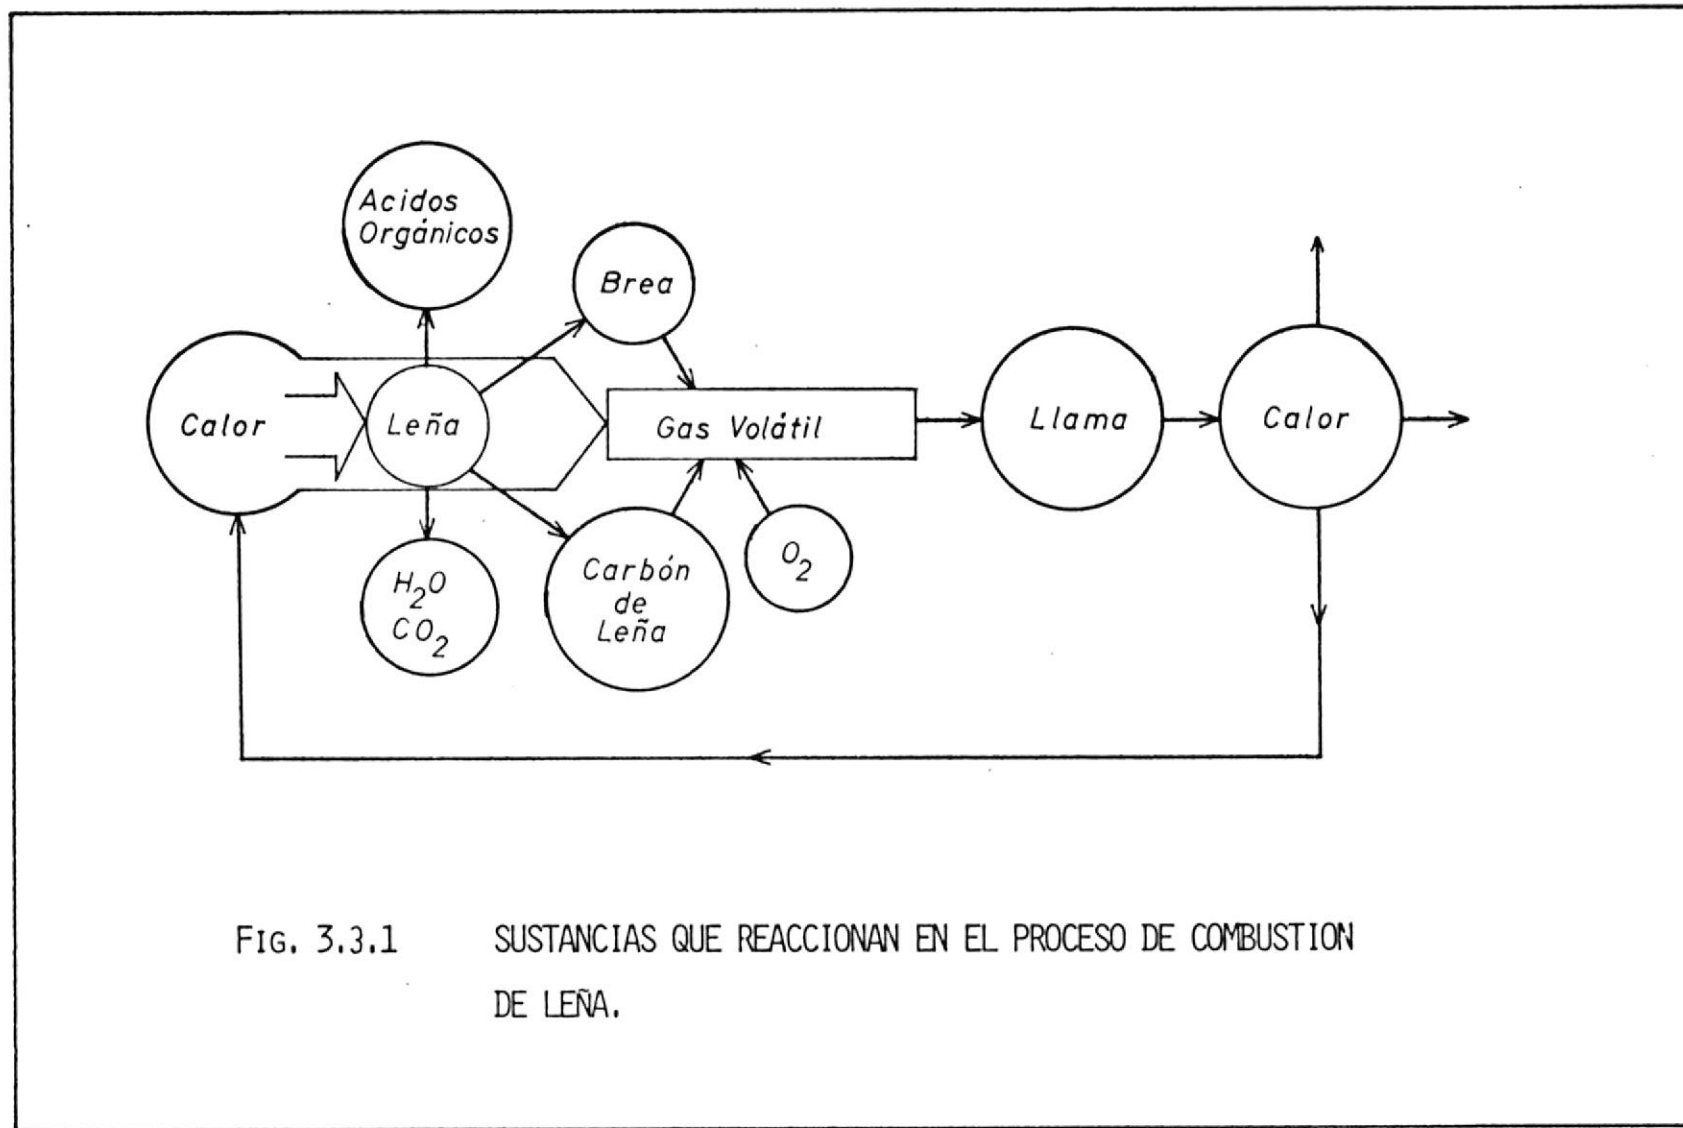 Acidos
Orgánicos
Brea
Calor
Leña
Gas Volátil
Llama
Calor
H2O
CO2
Carbón
de
Leña
O2
FIG. 3.3.1 SUSTANCIAS QUE REACCIONAN EN EL PROCESO DE COMBUSTION
DE LEÑA.